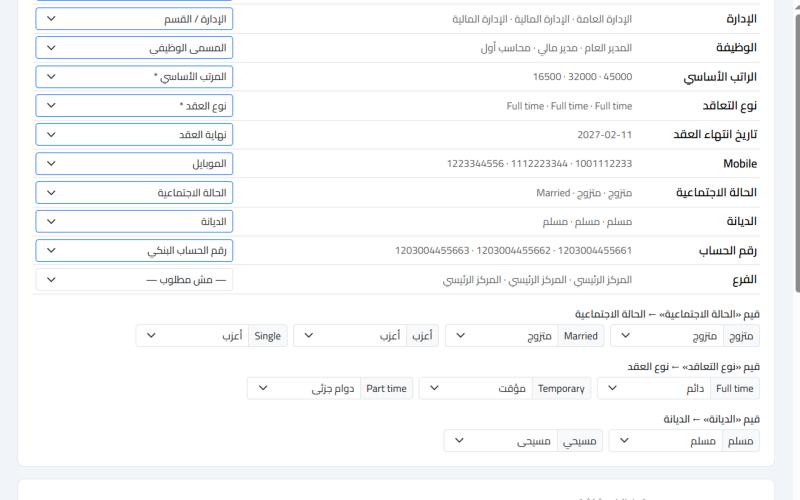 الإدارة الإدارة العامة · الإدارة المالية · الإدارة المالية الإدارة / القسم
الوظيفة المدير العام · مدير مالي · محاسب أول المسمى الوظيفى
الراتب الأساسي 45000 · 32000 · 16500 المرتب الأساسي *
نوع التعاقد Full time · Full time · Full time نوع العقد *
تاريخ انتهاء العقد 2027-02-11 نهاية العقد
Mobile 1001112233 · 1112223344 · 1223344556 الموبايل
الحالة الاجتماعية متزوج · متزوج · Married الحالة الاجتماعية
الديانة مسلم · مسلم · مسلم الديانة
رقم الحساب 1203004455661 · 1203004455662 · 1203004455663 رقم الحساب البنكي
الفرع المركز الرئيسي · المركز الرئيسي · المركز الرئيسي — مش مطلوب —
قيم «الحالة الاجتماعية» ← الحالة الاجتماعية
متزوج متزوج Married متزوج أعزب أعزب Single أعزب
قيم «نوع التعاقد» ← نوع العقد
Full time دائم Temporary مؤقت Part time دوام جزئى
قيم «الديانة» ← الديانة
مسلم مسلم مسيحي مسيحى